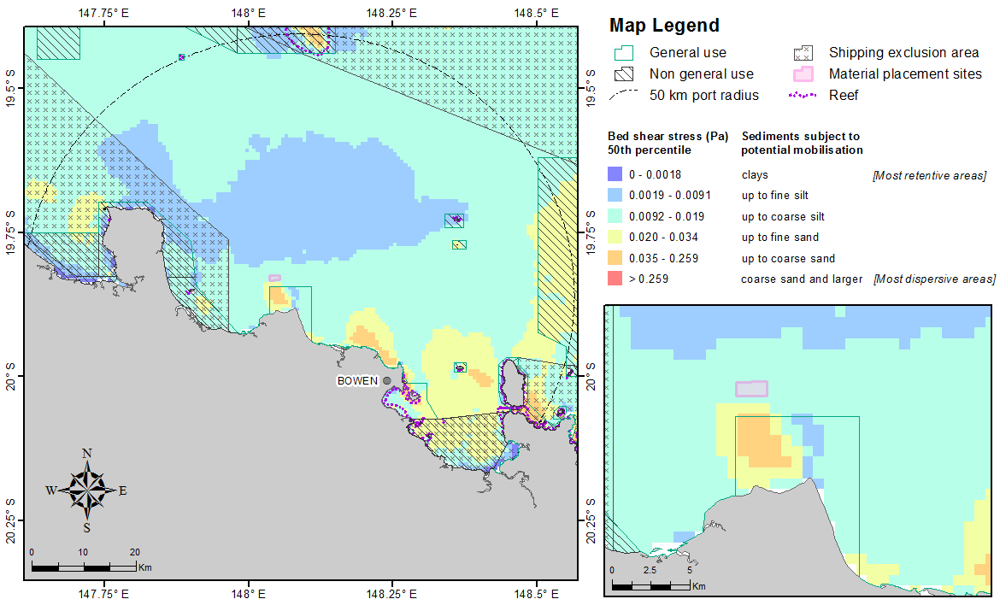 147.75° E 148° E 148.25° E 148.5° E
19.5° S
19.75° S
20° S
20.25° S
19.5° S
19.75° S
20° S
20.25° S
BOWEN
N
W E
S
0 10 20
Km
147.75° E 148° E 148.25° E 148.5° E
Map Legend
General use
Non general use
50 km port radius
Shipping exclusion area
Material placement sites
Reef
Bed shear stress (Pa) Sediments subject to
50th percentile potential mobilisation
0 - 0.0018 clays [Most retentive areas]
0.0019 - 0.0091 up to fine silt
0.0092 - 0.019 up to coarse silt
0.020 - 0.034 up to fine sand
0.035 - 0.259 up to coarse sand
> 0.259 coarse sand and larger [Most dispersive areas]
0 2.5 5
Km